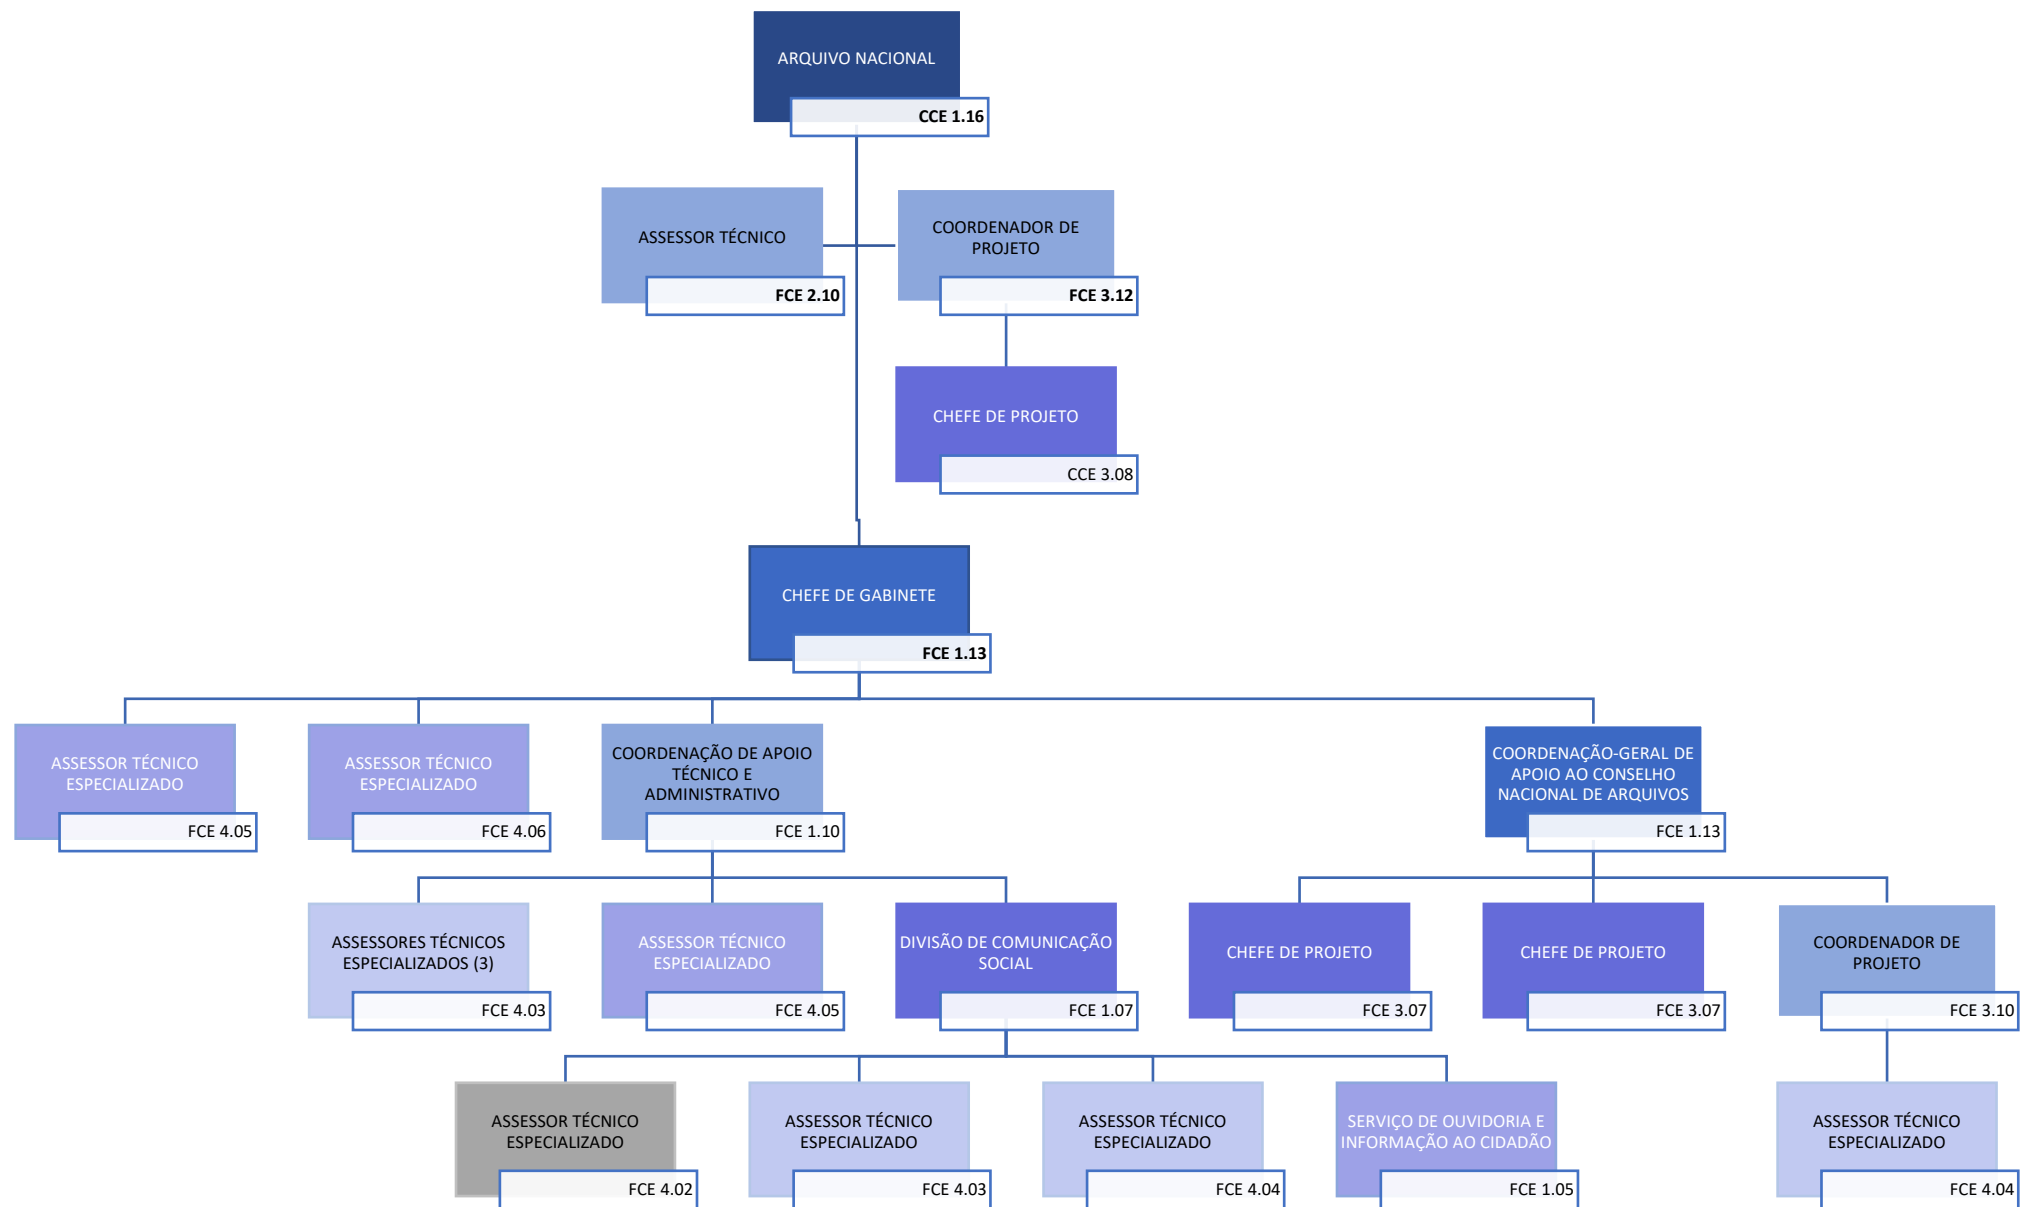 ARQUIVO NACIONAL
CCE 1.16
ASSESSOR TÉCNICO
FCE 2.10
COORDENADOR DE
PROJETO
FCE 3.12
CHEFE DE PROJETO
CCE 3.08
CHEFE DE GABINETE
FCE 1.13
ASSESSOR TÉCNICO
ESPECIALIZADO
FCE 4.05
ASSESSOR TÉCNICO
ESPECIALIZADO
FCE 4.06
COORDENAÇÃO DE APOIO
TÉCNICO E
ADMINISTRATIVO
FCE 1.10
COORDENAÇÃO-GERAL DE
APOIO AO CONSELHO
NACIONAL DE ARQUIVOS
FCE 1.13
ASSESSORES TÉCNICOS
ESPECIALIZADOS (3)
FCE 4.03
ASSESSOR TÉCNICO
ESPECIALIZADO
FCE 4.05
DIVISÃO DE COMUNICAÇÃO
SOCIAL
FCE 1.07
CHEFE DE PROJETO
FCE 3.07
CHEFE DE PROJETO
FCE 3.07
COORDENADOR DE
PROJETO
FCE 3.10
ASSESSOR TÉCNICO
ESPECIALIZADO
FCE 4.02
ASSESSOR TÉCNICO
ESPECIALIZADO
FCE 4.03
ASSESSOR TÉCNICO
ESPECIALIZADO
FCE 4.04
SERVIÇO DE OUVIDORIA E
INFORMAÇÃO AO CIDADÃO
FCE 1.05
ASSESSOR TÉCNICO
ESPECIALIZADO
FCE 4.04